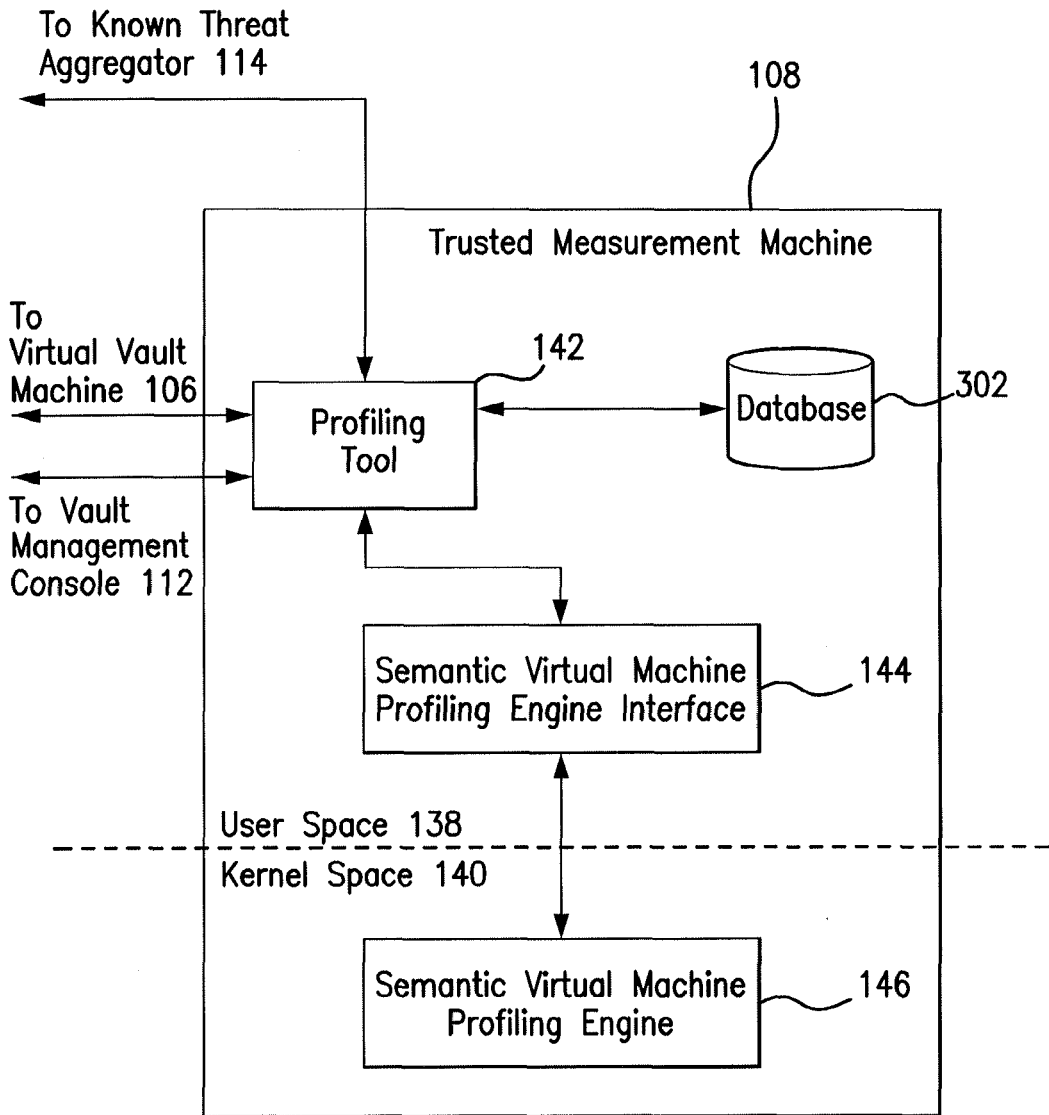 To Known Threat
Aggregator 114
108
Trusted Measurement Machine
To
Virtual Vault
Machine 106
142
Profiling
Tool
Database
302
To Vault
Management
Console 112
Semantic Virtual Machine
Profiling Engine Interface
144
User Space 138
Kernel Space 140
Semantic Virtual Machine
Profiling Engine
146